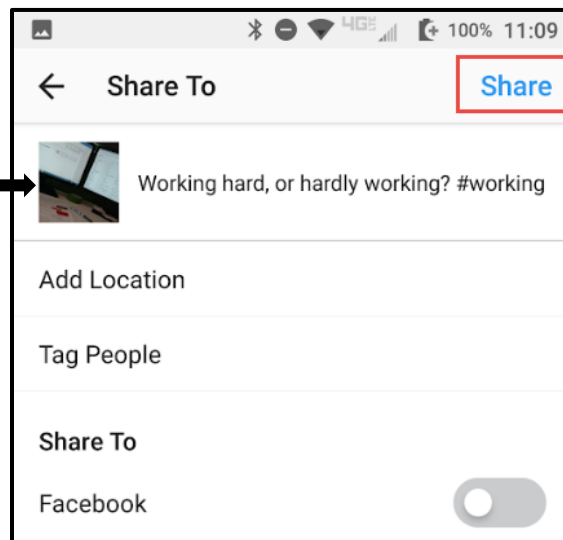 4G 100% 11:09
Share To Share
Working hard, or hardly working? #working
Add Location
Tag People
Share To
Facebook